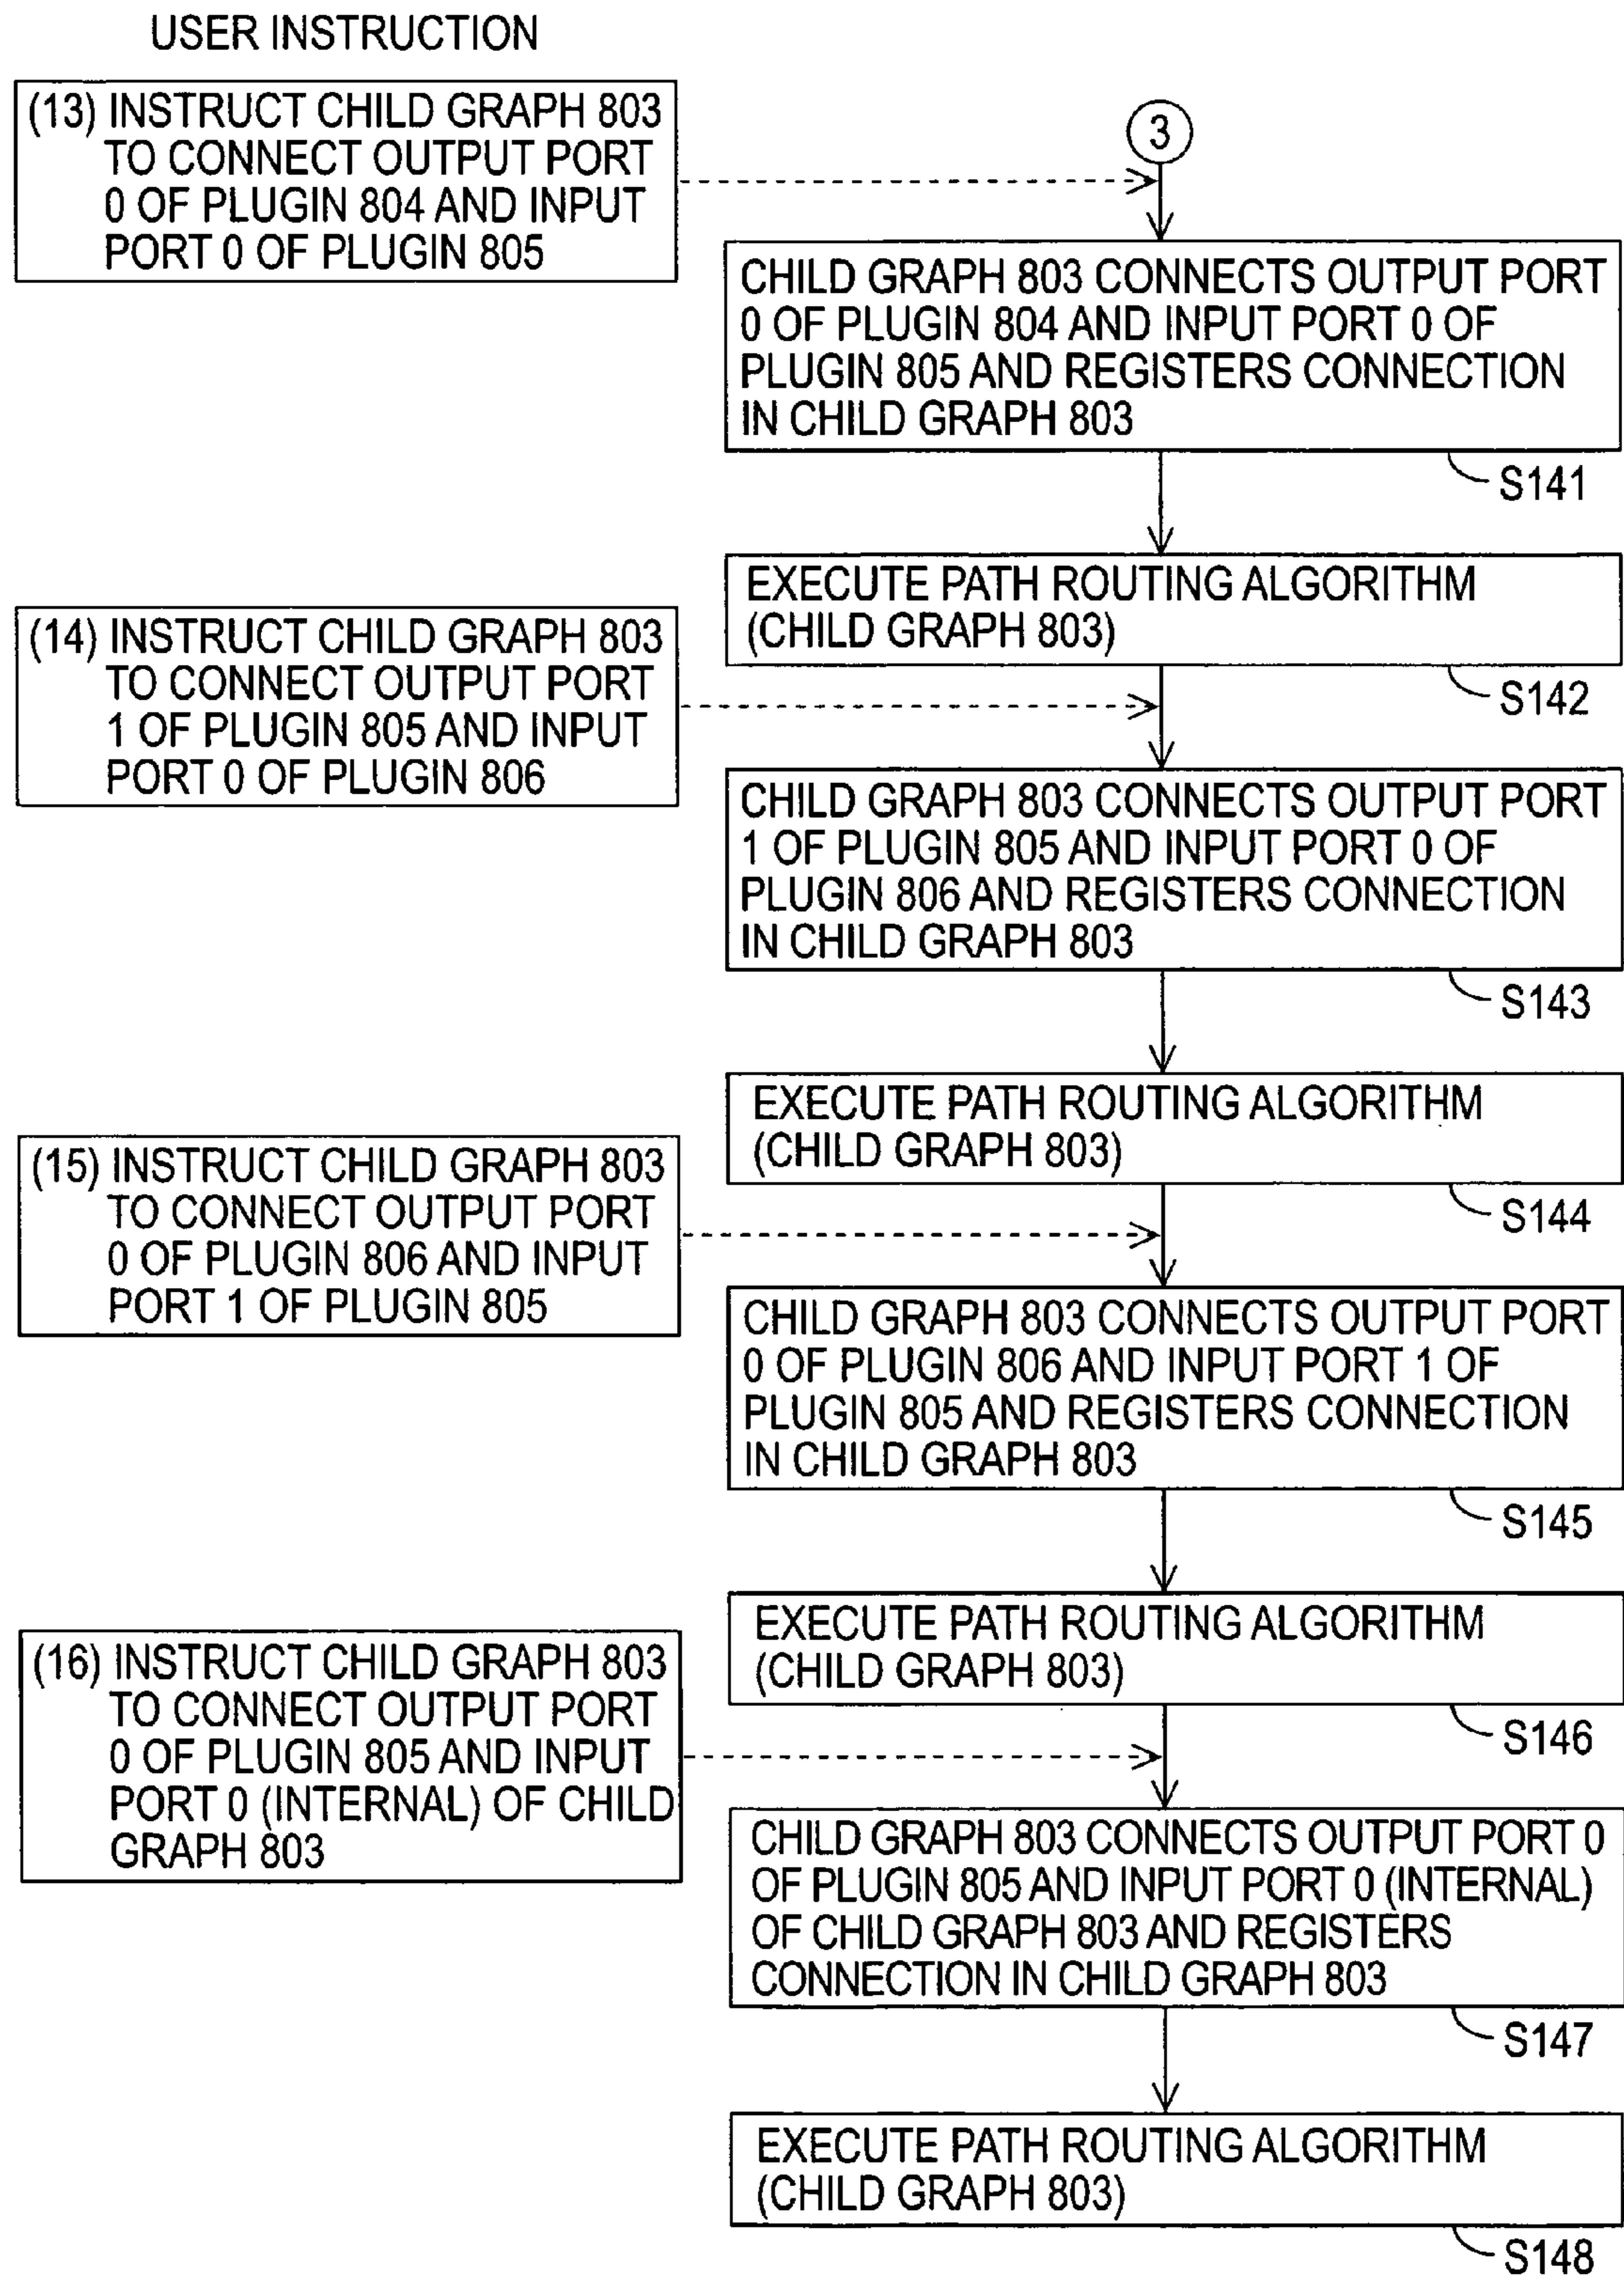 USER INSTRUCTION
(13) INSTRUCT CHILD GRAPH 803
TO CONNECT OUTPUT PORT
0 OF PLUGIN 804 AND INPUT
PORT 0 OF PLUGIN 805
3
CHILD GRAPH 803 CONNECTS OUTPUT PORT
0 OF PLUGIN 804 AND INPUT PORT 0 OF
PLUGIN 805 AND REGISTERS CONNECTION
IN CHILD GRAPH 803
S141
EXECUTE PATH ROUTING ALGORITHM
(CHILD GRAPH 803)
S142
(14) INSTRUCT CHILD GRAPH 803
TO CONNECT OUTPUT PORT
1 OF PLUGIN 805 AND INPUT
PORT 0 OF PLUGIN 806
CHILD GRAPH 803 CONNECTS OUTPUT PORT
1 OF PLUGIN 805 AND INPUT PORT 0 OF
PLUGIN 806 AND REGISTERS CONNECTION
IN CHILD GRAPH 803
S143
EXECUTE PATH ROUTING ALGORITHM
(CHILD GRAPH 803)
S144
(15) INSTRUCT CHILD GRAPH 803
TO CONNECT OUTPUT PORT
0 OF PLUGIN 806 AND INPUT
PORT 1 OF PLUGIN 805
CHILD GRAPH 803 CONNECTS OUTPUT PORT
0 OF PLUGIN 806 AND INPUT PORT 1 OF
PLUGIN 805 AND REGISTERS CONNECTION
IN CHILD GRAPH 803
S145
EXECUTE PATH ROUTING ALGORITHM
(CHILD GRAPH 803)
S146
(16) INSTRUCT CHILD GRAPH 803
TO CONNECT OUTPUT PORT
0 OF PLUGIN 805 AND INPUT
PORT 0 (INTERNAL) OF CHILD
GRAPH 803
CHILD GRAPH 803 CONNECTS OUTPUT PORT 0
OF PLUGIN 805 AND INPUT PORT 0 (INTERNAL)
OF CHILD GRAPH 803 AND REGISTERS
CONNECTION IN CHILD GRAPH 803
S147
EXECUTE PATH ROUTING ALGORITHM
(CHILD GRAPH 803)
S148